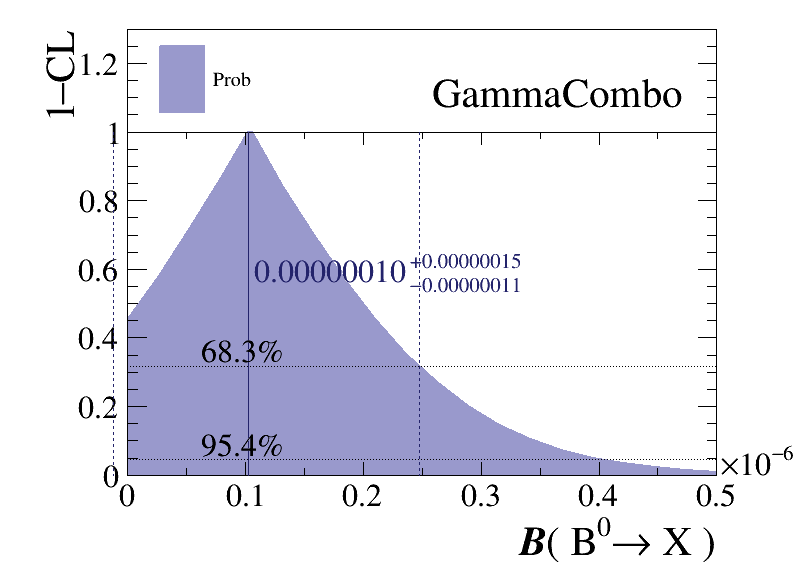 1–CL
Prob
GammaCombo
1.2
1
0.8
0.6
0.4
0.2
0
0.00000010 +0.00000015 −0.00000011
68.3%
95.4%
×10−6
0 0.1 0.2 0.3 0.4 0.5
B( B0→ X )